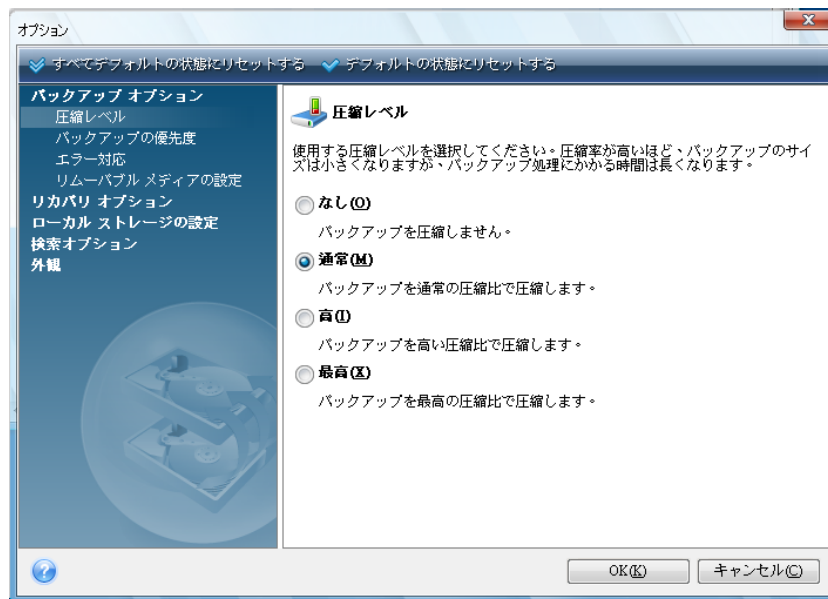 オプション
すべてデフォルトの状態にリセットする デフォルトの状態にリセットする
バックアップ オプション
圧縮レベル
バックアップの優先度
エラー対応
リムーバブル メディアの設定
リカバリ オプション
ローカル ストレージの設定
検索オプション
外観
圧縮レベル
使用する圧縮レベルを選択してください。圧縮率が高いほど、バックアップのサイ
ズは小さくなりますが、バックアップ処理にかかる時間は長くなります。
なし(O)
バックアップを圧縮しません。
通常(M)
バックアップを通常の圧縮比で圧縮します。
高(I)
バックアップを高い圧縮比で圧縮します。
最高(X)
バックアップを最高の圧縮比で圧縮します。
OK(K) キャンセル(C)